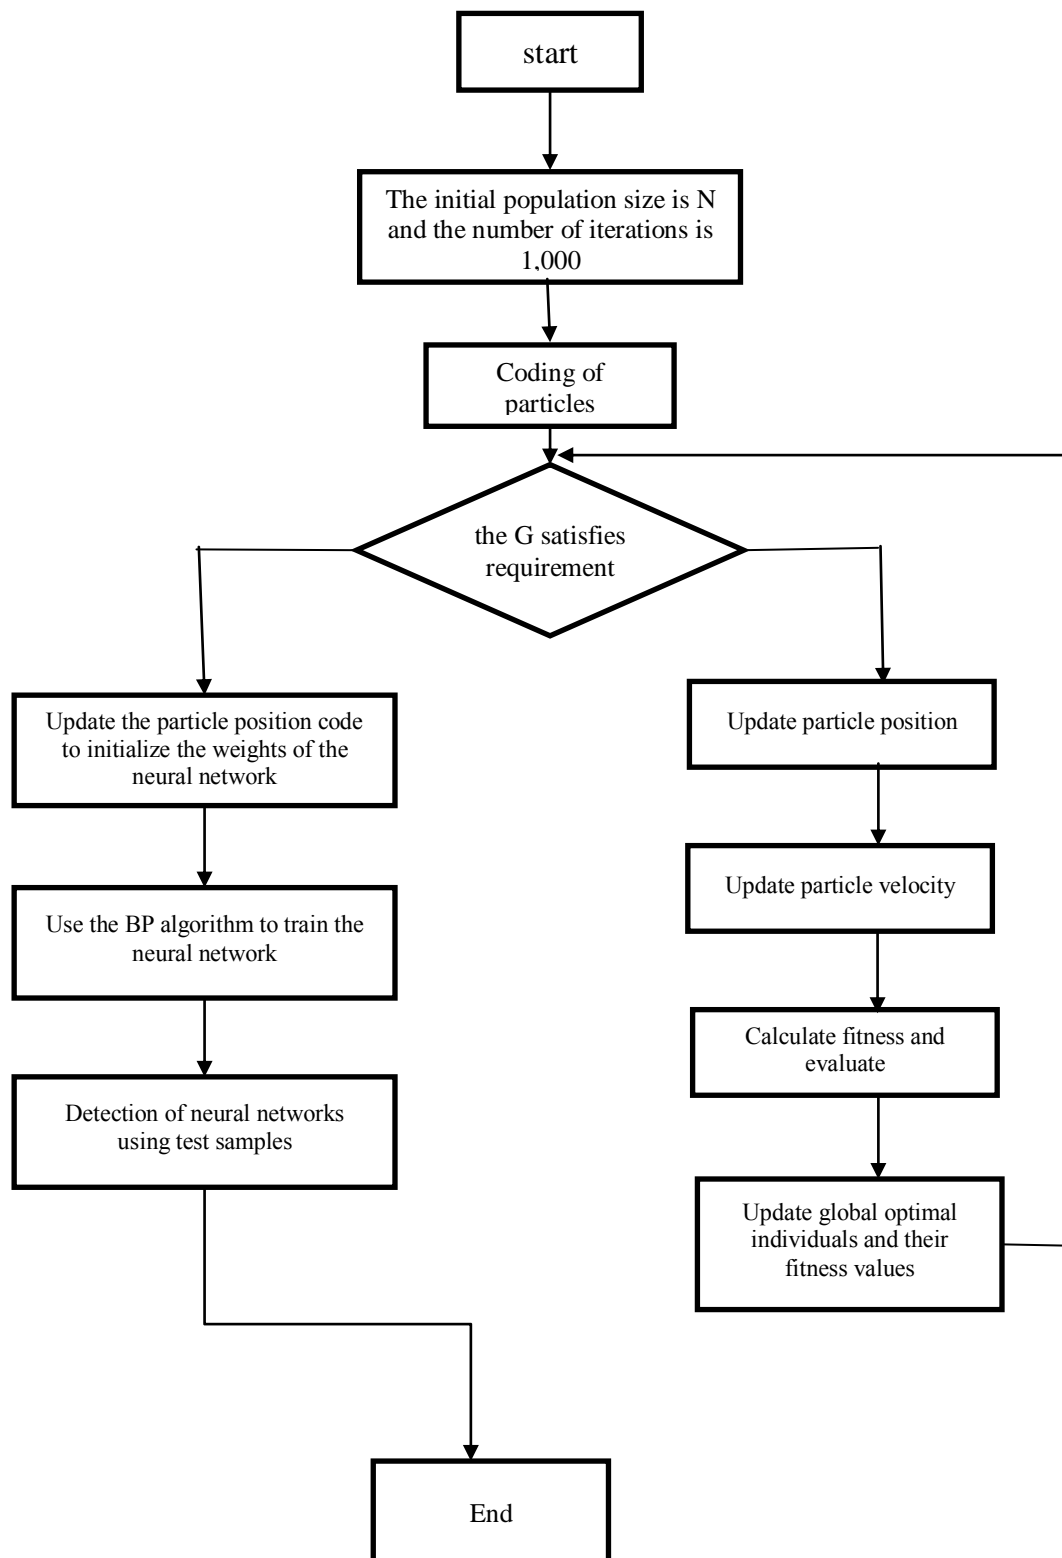 start
The initial population size is N
and the number of iterations is
1,000
Coding of
particles
the G satisfies
requirement
Update the particle position code
to initialize the weights of the
neural network
Use the BP algorithm to train the
neural network
Detection of neural networks
using test samples
Update particle position
Update particle velocity
Calculate fitness and
evaluate
Update global optimal
individuals and their
fitness values
End